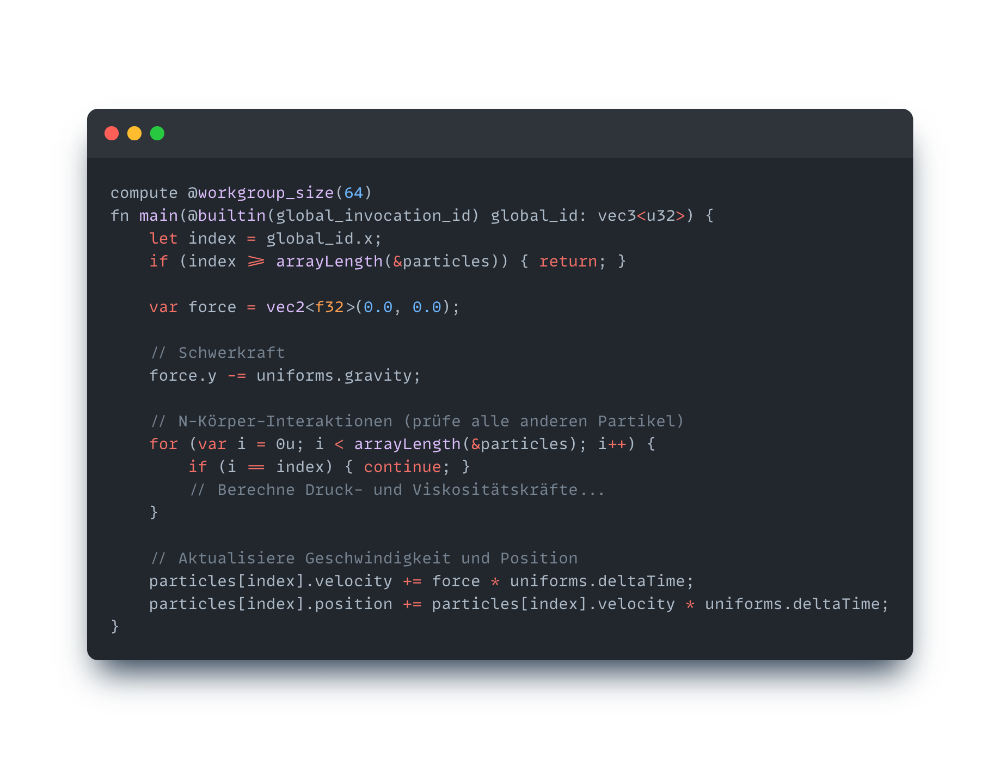 compute @workgroup_size(64)
fn main(@builtin(global_invocation_id) global_id: vec3<u32>) {
    let index = global_id.x;
    if (index >= arrayLength(&particles)) { return; }

    var force = vec2<f32>(0.0, 0.0);

    // Schwerkraft
    force.y -= uniforms.gravity;

    // N-Körper-Interaktionen (prüfe alle anderen Partikel)
    for (var i = 0u; i < arrayLength(&particles); i++) {
        if (i == index) { continue; }
        // Berechne Druck- und Viskositätskräfte...
    }

    // Aktualisiere Geschwindigkeit und Position
    particles[index].velocity += force * uniforms.deltaTime;
    particles[index].position += particles[index].velocity * uniforms.deltaTime;
}